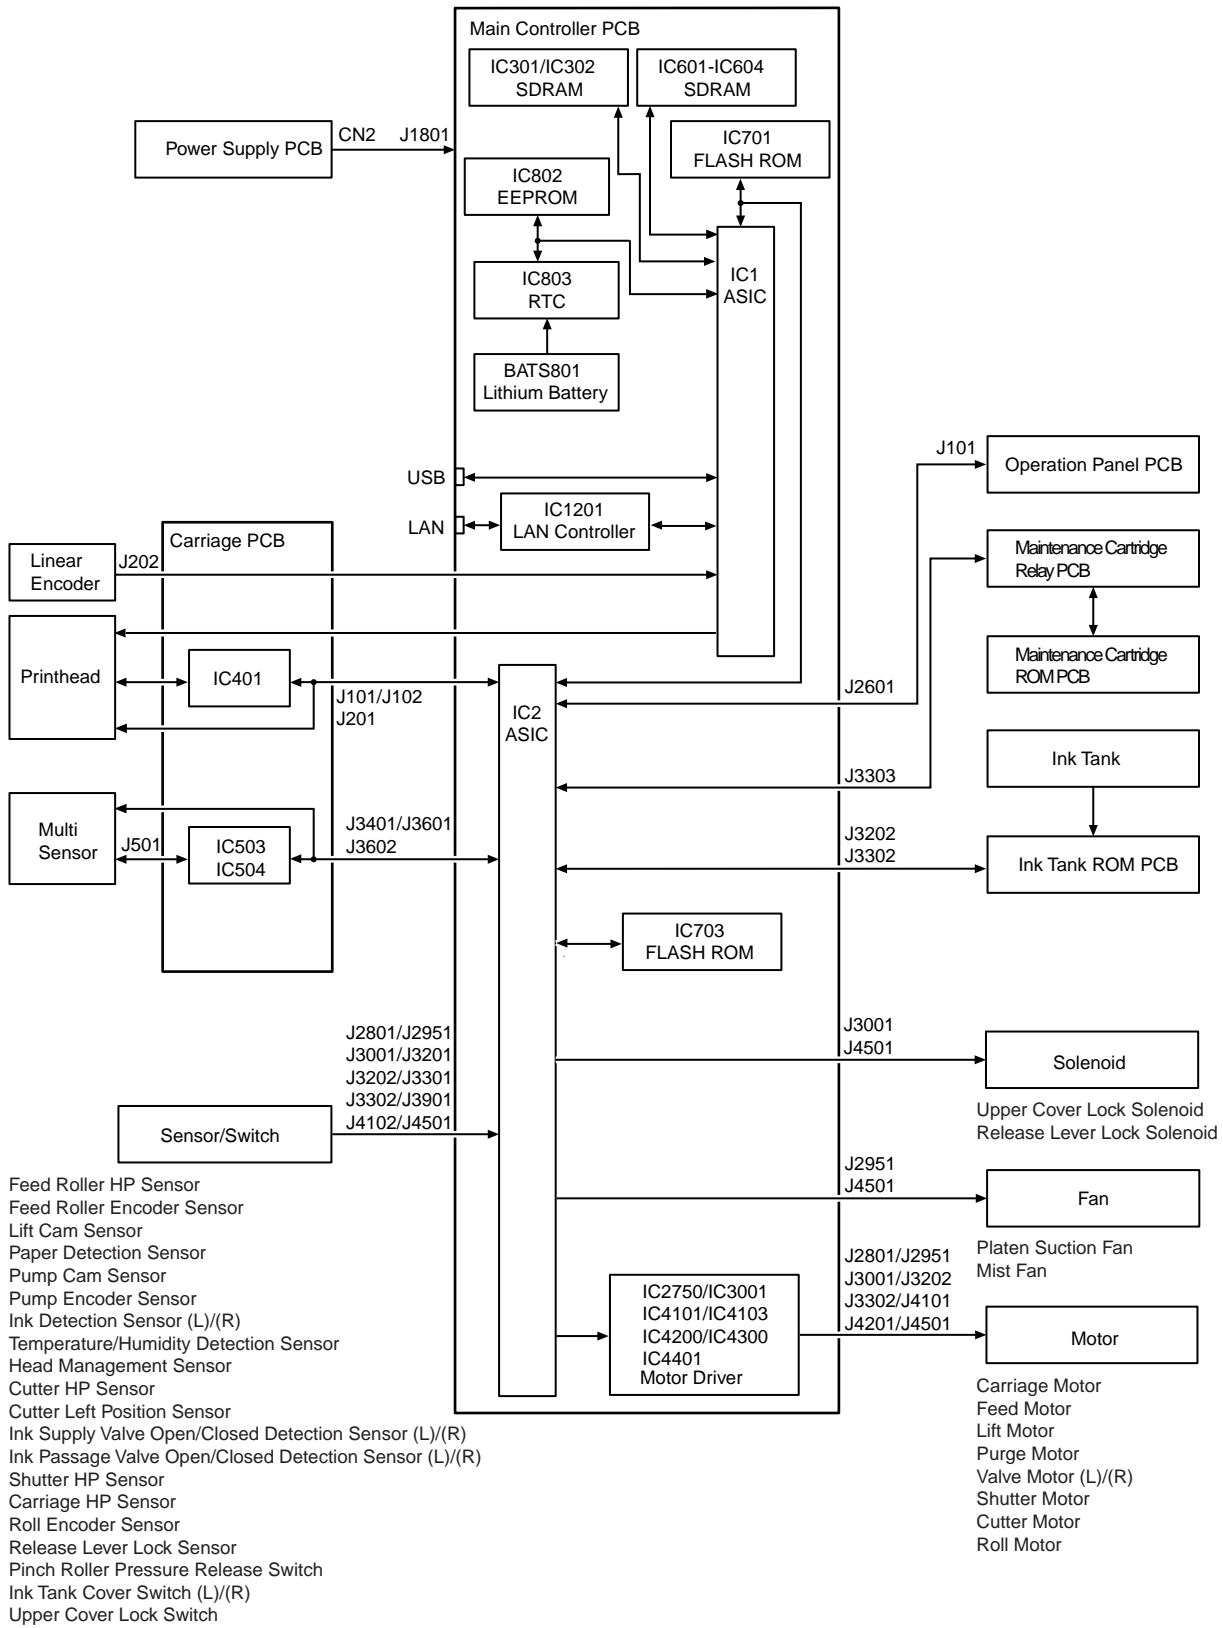 Main Controller PCB
IC301/IC302
SDRAM
IC601-IC604
SDRAM
Power Supply PCB
CN2
J1801
IC701
FLASH ROM
IC802
EEPROM
IC803
RTC
IC1
ASIC
BATS801
Lithium Battery
USB
LAN
IC1201
LAN Controller
J101
Operation Panel PCB
Carriage PCB
Linear
Encoder
J202
Maintenance Cartridge
Relay PCB
Maintenance Cartridge
ROM PCB
Printhead
IC401
J101/J102
J201
IC2
ASIC
J2601
Ink Tank
J3303
Multi
Sensor
J501
IC503
IC504
J3401/J3601
J3602
J3202
J3302
Ink Tank ROM PCB
IC703
FLASH ROM
J2801/J2951
J3001/J3201
J3202/J3301
J3302/J3901
J4102/J4501
Sensor/Switch
J3001
J4501
Solenoid
Upper Cover Lock Solenoid
Release Lever Lock Solenoid
J2951
J4501
Fan
Platen Suction Fan
Mist Fan
IC2750/IC3001
IC4101/IC4103
IC4200/IC4300
IC4401
Motor Driver
J2801/J2951
J3001/J3202
J3302/J4101
J4201/J4501
Motor
Carriage Motor
Feed Motor
Lift Motor
Purge Motor
Valve Motor (L)/(R)
Shutter Motor
Cutter Motor
Roll Motor
Feed Roller HP Sensor
Feed Roller Encoder Sensor
Lift Cam Sensor
Paper Detection Sensor
Pump Cam Sensor
Pump Encoder Sensor
Ink Detection Sensor (L)/(R)
Temperature/Humidity Detection Sensor
Head Management Sensor
Cutter HP Sensor
Cutter Left Position Sensor
Ink Supply Valve Open/Closed Detection Sensor (L)/(R)
Ink Passage Valve Open/Closed Detection Sensor (L)/(R)
Shutter HP Sensor
Carriage HP Sensor
Roll Encoder Sensor
Release Lever Lock Sensor
Pinch Roller Pressure Release Switch
Ink Tank Cover Switch (L)/(R)
Upper Cover Lock Switch